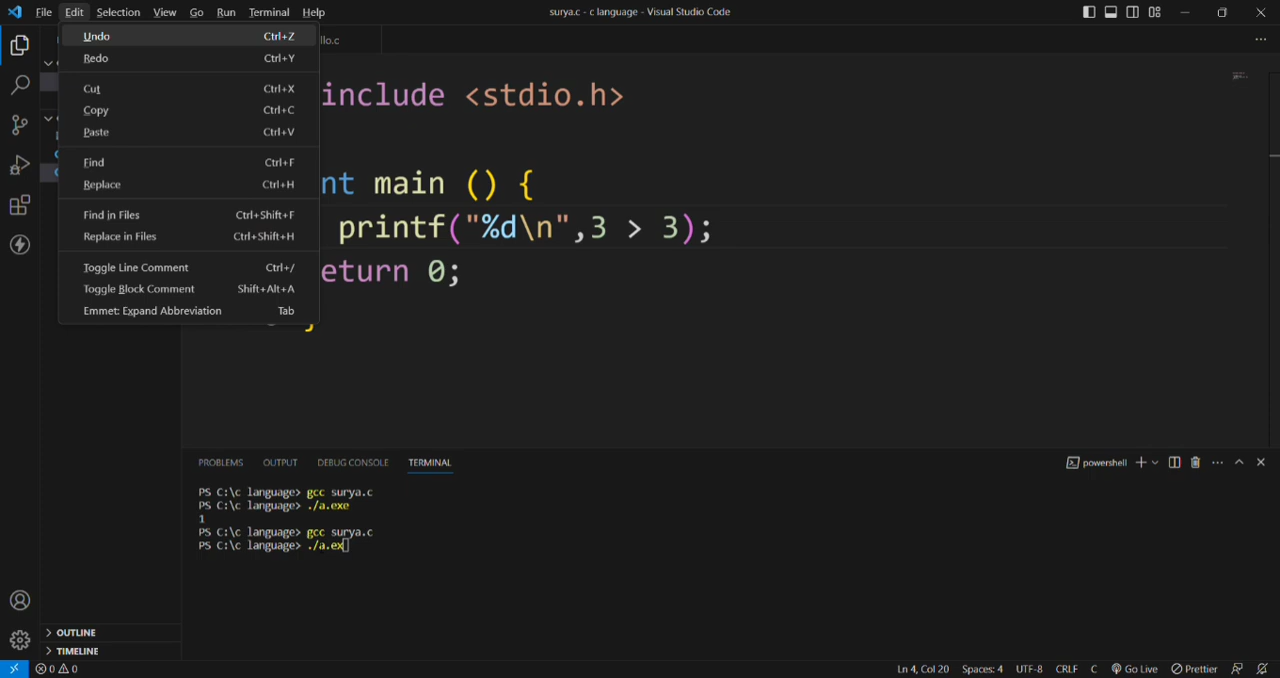 File Edit Selection View Go Run Terminal Help
surya.c - c language - Visual Studio Code
Undo Ctrl+Z
Redo Ctrl+Y
Cut Ctrl+X
Copy Ctrl+C
Paste Ctrl+V
Find Ctrl+F
Replace Ctrl+H
Find in Files Ctrl+Shift+F
Replace in Files Ctrl+Shift+H
Toggle Line Comment Ctrl+/
Toggle Block Comment Shift+Alt+A
Emmet: Expand Abbreviation Tab
llo.c
include <stdio.h>
nt main () {
printf("%d\n",3 > 3);
eturn 0;
}
PROBLEMS OUTPUT DEBUG CONSOLE TERMINAL
powershell
PS C:\c language> gcc surya.c
PS C:\c language> ./a.exe
1
PS C:\c language> gcc surya.c
PS C:\c language> ./a.ex
OUTLINE
TIMELINE
0 0
Ln 4, Col 20 Spaces: 4 UTF-8 CRLF C Go Live Prettier